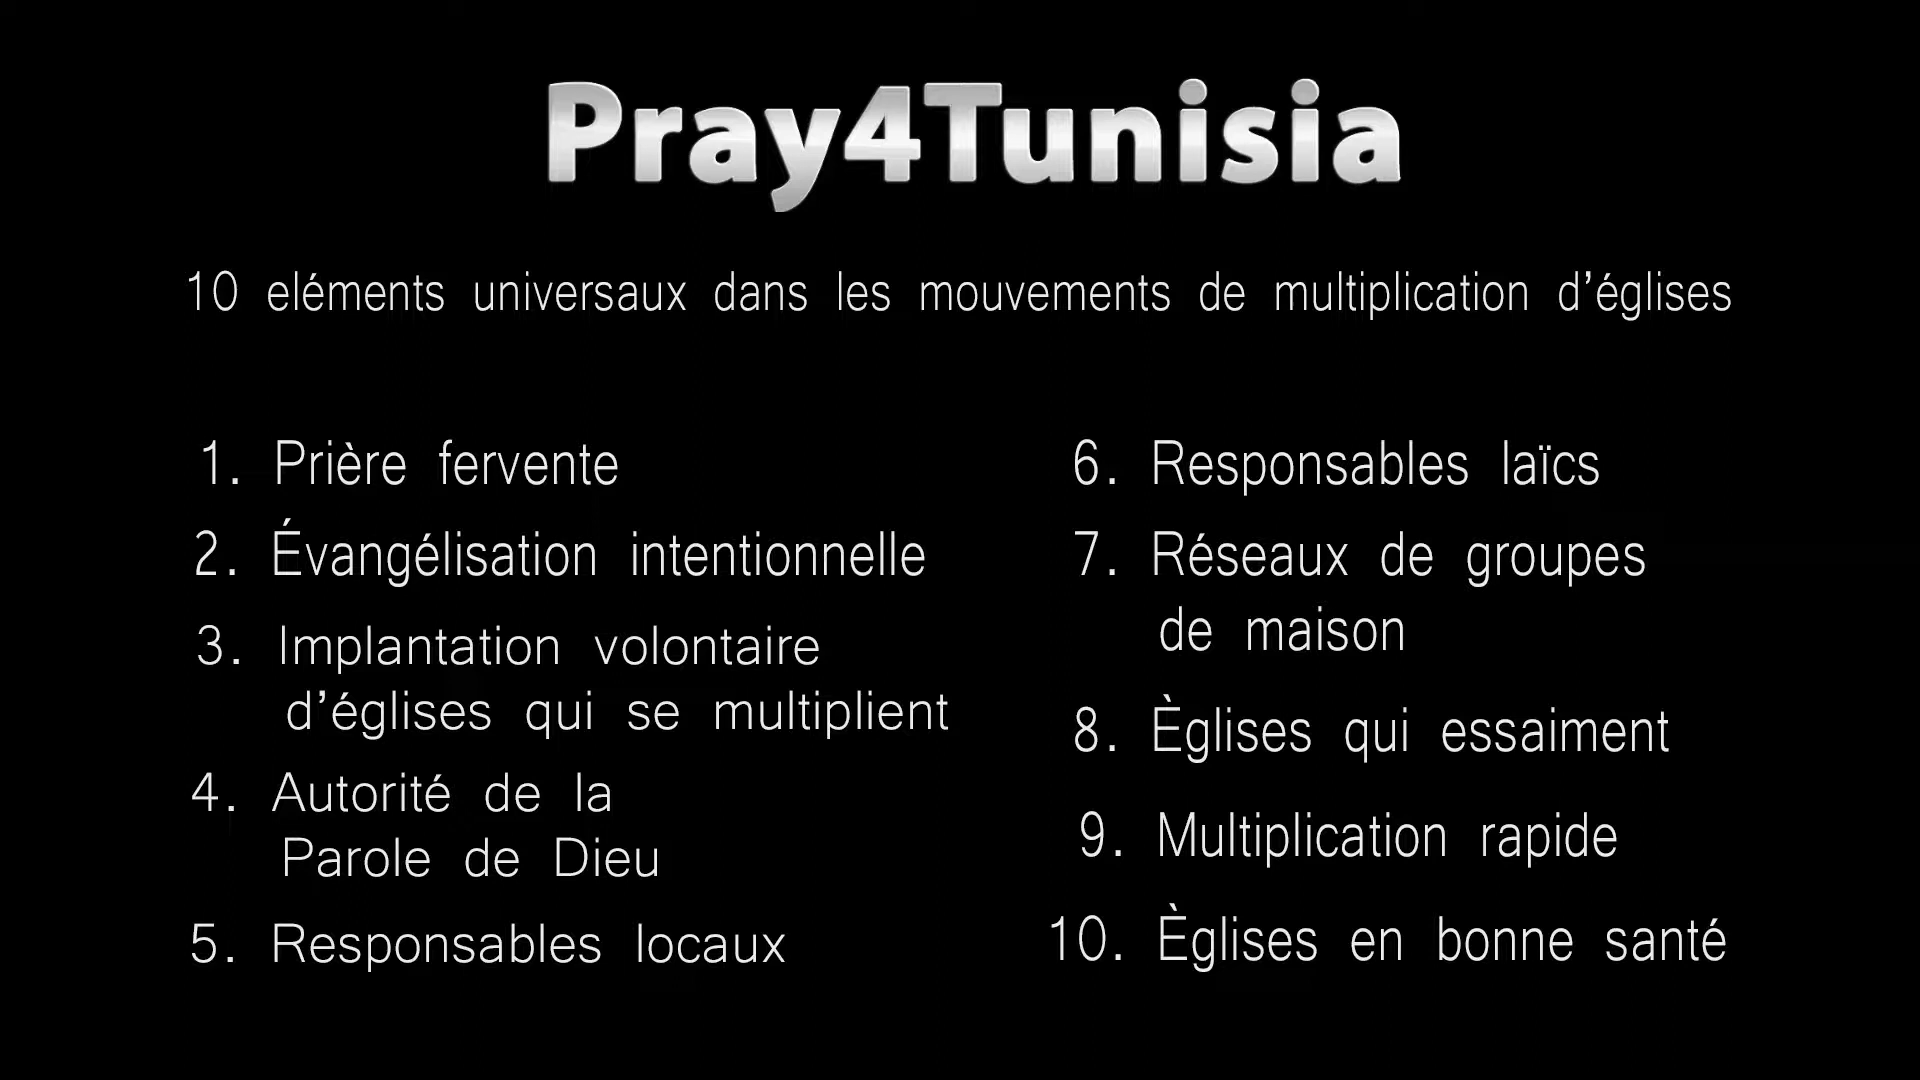 Pray4Tunisia
10 eléments universaux dans les mouvements de multiplication d’églises
1. Prière fervente
2. Évangélisation intentionnelle
3. Implantation volontaire
d’églises qui se multiplient
4. Autorité de la
Parole de Dieu
5. Responsables locaux
6. Responsables laïcs
7. Réseaux de groupes
de maison
8. Èglises qui essaiment
9. Multiplication rapide
10. Èglises en bonne santé